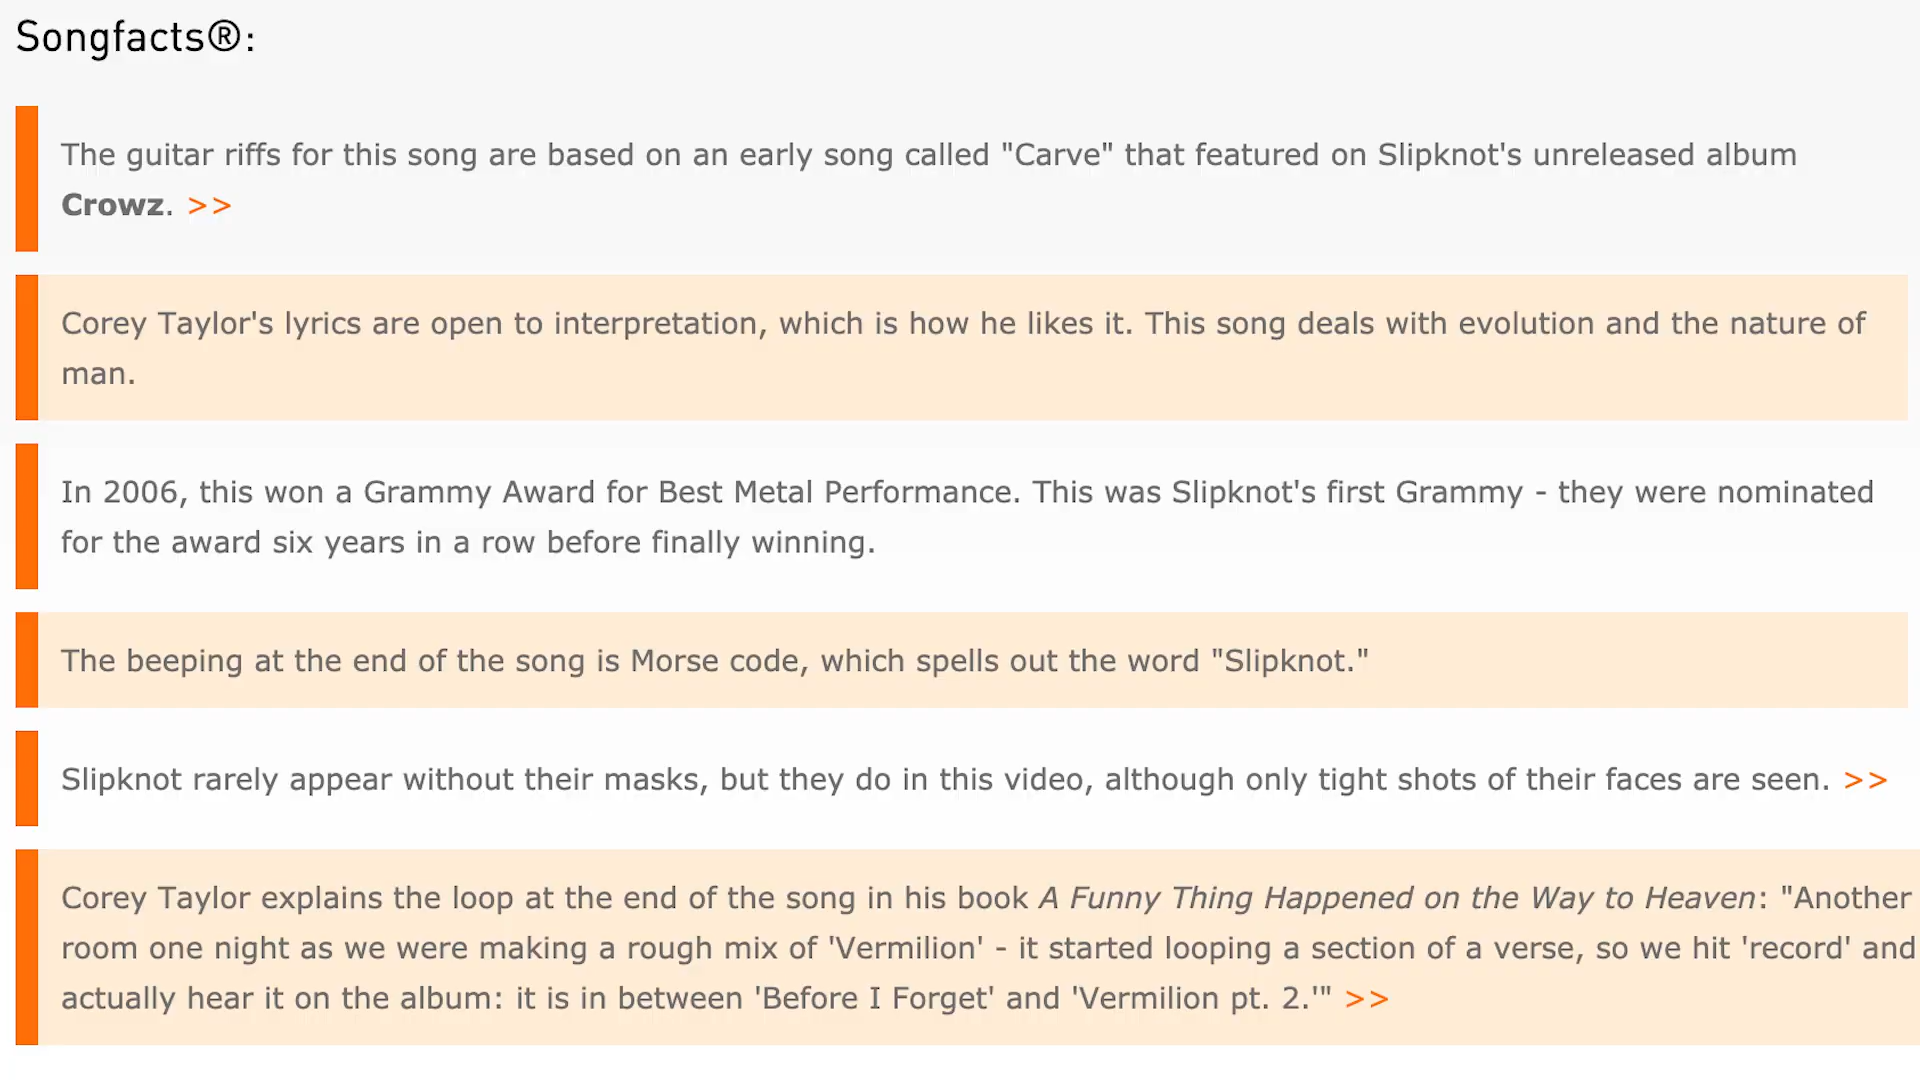 Songfacts®:
The guitar riffs for this song are based on an early song called "Carve" that featured on Slipknot's unreleased album
Crowz. >>
Corey Taylor's lyrics are open to interpretation, which is how he likes it. This song deals with evolution and the nature of
man.
In 2006, this won a Grammy Award for Best Metal Performance. This was Slipknot's first Grammy - they were nominated
for the award six years in a row before finally winning.
The beeping at the end of the song is Morse code, which spells out the word "Slipknot."
Slipknot rarely appear without their masks, but they do in this video, although only tight shots of their faces are seen. >>
Corey Taylor explains the loop at the end of the song in his book A Funny Thing Happened on the Way to Heaven: "Another
room one night as we were making a rough mix of 'Vermilion' - it started looping a section of a verse, so we hit 'record' and
actually hear it on the album: it is in between 'Before I Forget' and 'Vermilion pt. 2.'" >>